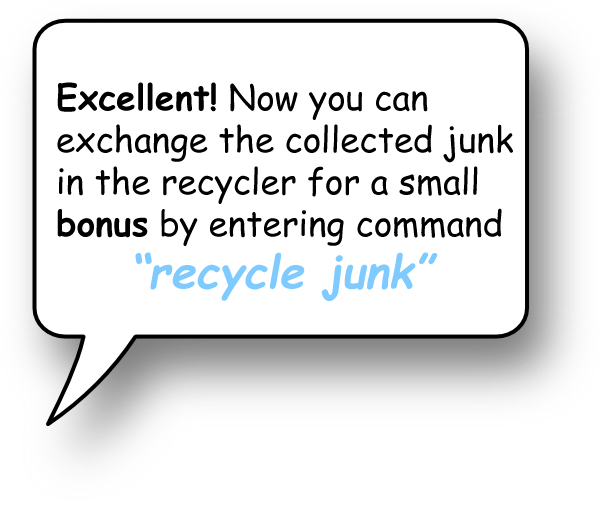 Excellent! Now you can
exchange the collected junk
in the recycler for a small
bonus by entering command
“recycle junk”